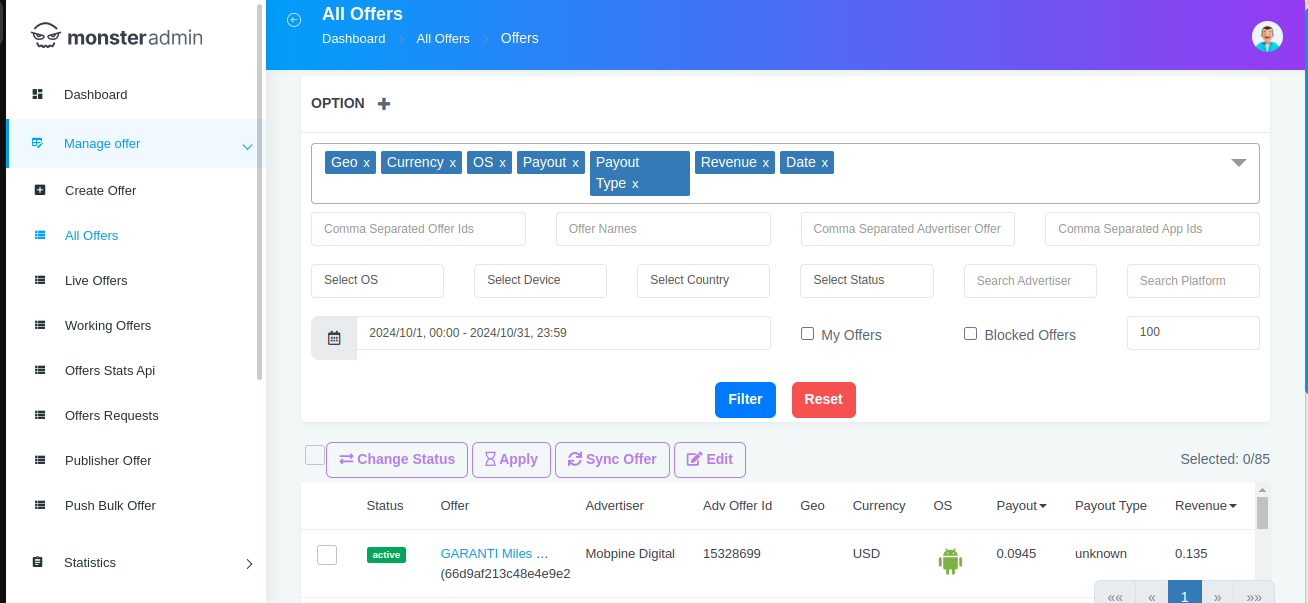 monsteradmin
Dashboard
Manage offer
Create Offer
All Offers
Live Offers
Working Offers
Offers Stats Api
Offers Requests
Publisher Offer
Push Bulk Offer
Statistics
All Offers
Dashboard All Offers Offers
OPTION
Geo x Currency x OS x Payout x Payout Type x Revenue x Date x
Comma Separated Offer Ids Offer Names Comma Separated Advertiser Offer Comma Separated App Ids
Select OS Select Device Select Country Select Status Search Advertiser Search Platform
2024/10/1, 00:00 - 2024/10/31, 23:59 My Offers Blocked Offers 100
Filter Reset
Change Status Apply Sync Offer Edit Selected: 0/85
Status Offer Advertiser Adv Offer Id Geo Currency OS Payout Payout Type Revenue
active GARANTI Miles … Mobpine Digital 15328699 USD 0.0945 unknown 0.135
(66d9af213c48e4e9e2
«« « 1 » »»